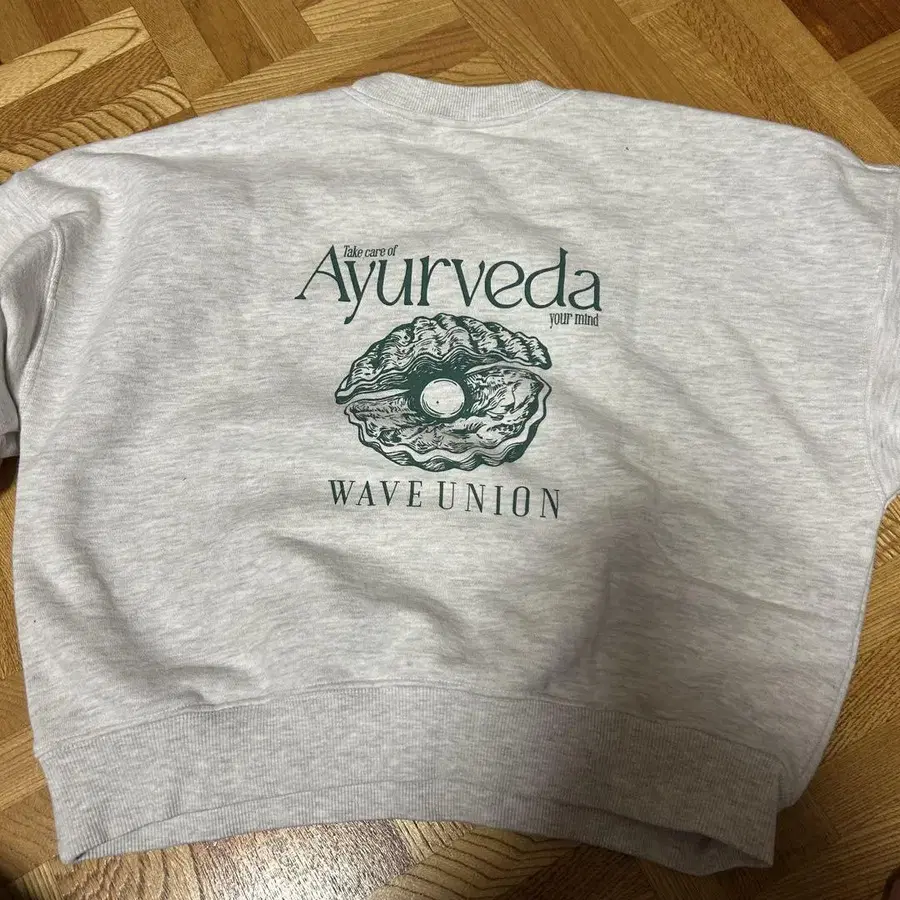 Take care of
Ayurveda
your mind
WAVE UNION